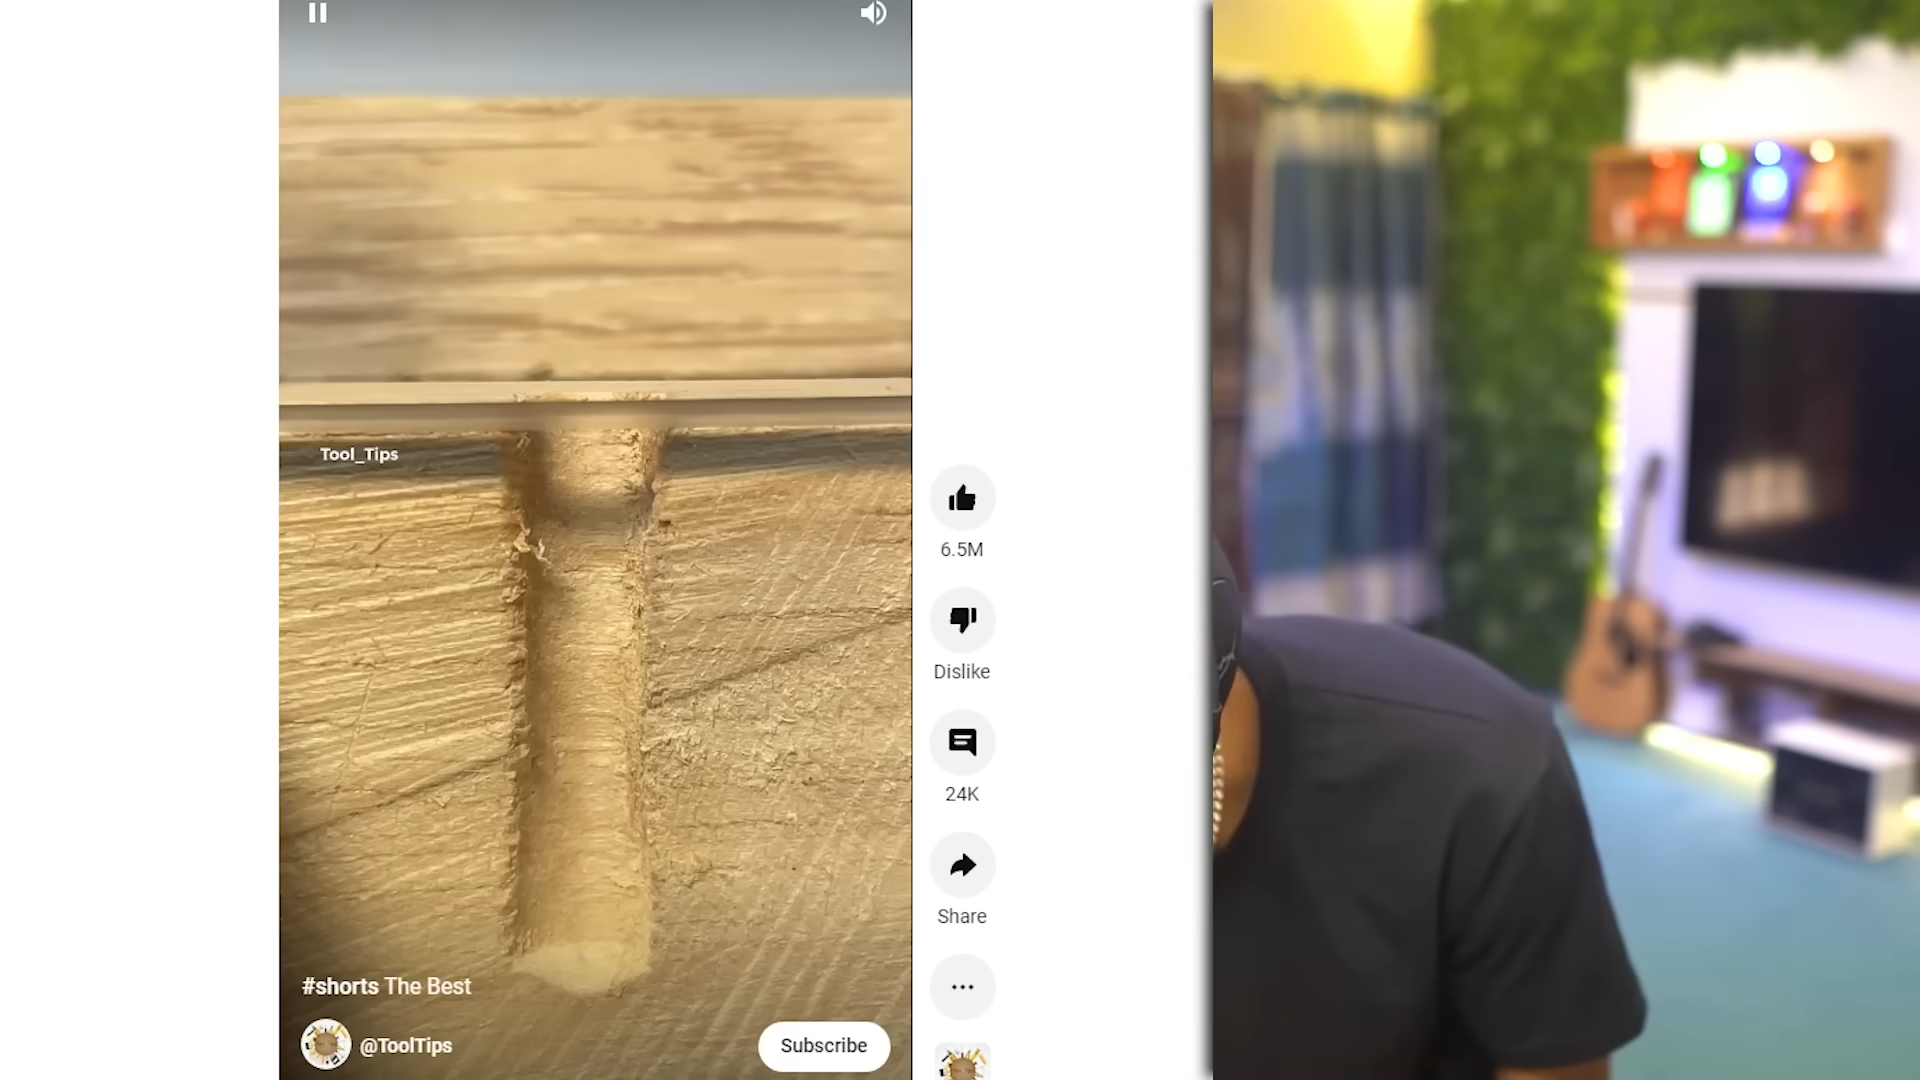 Tool_Tips
6.5M
Dislike
24K
Share
#shorts The Best
@ToolTips
Subscribe